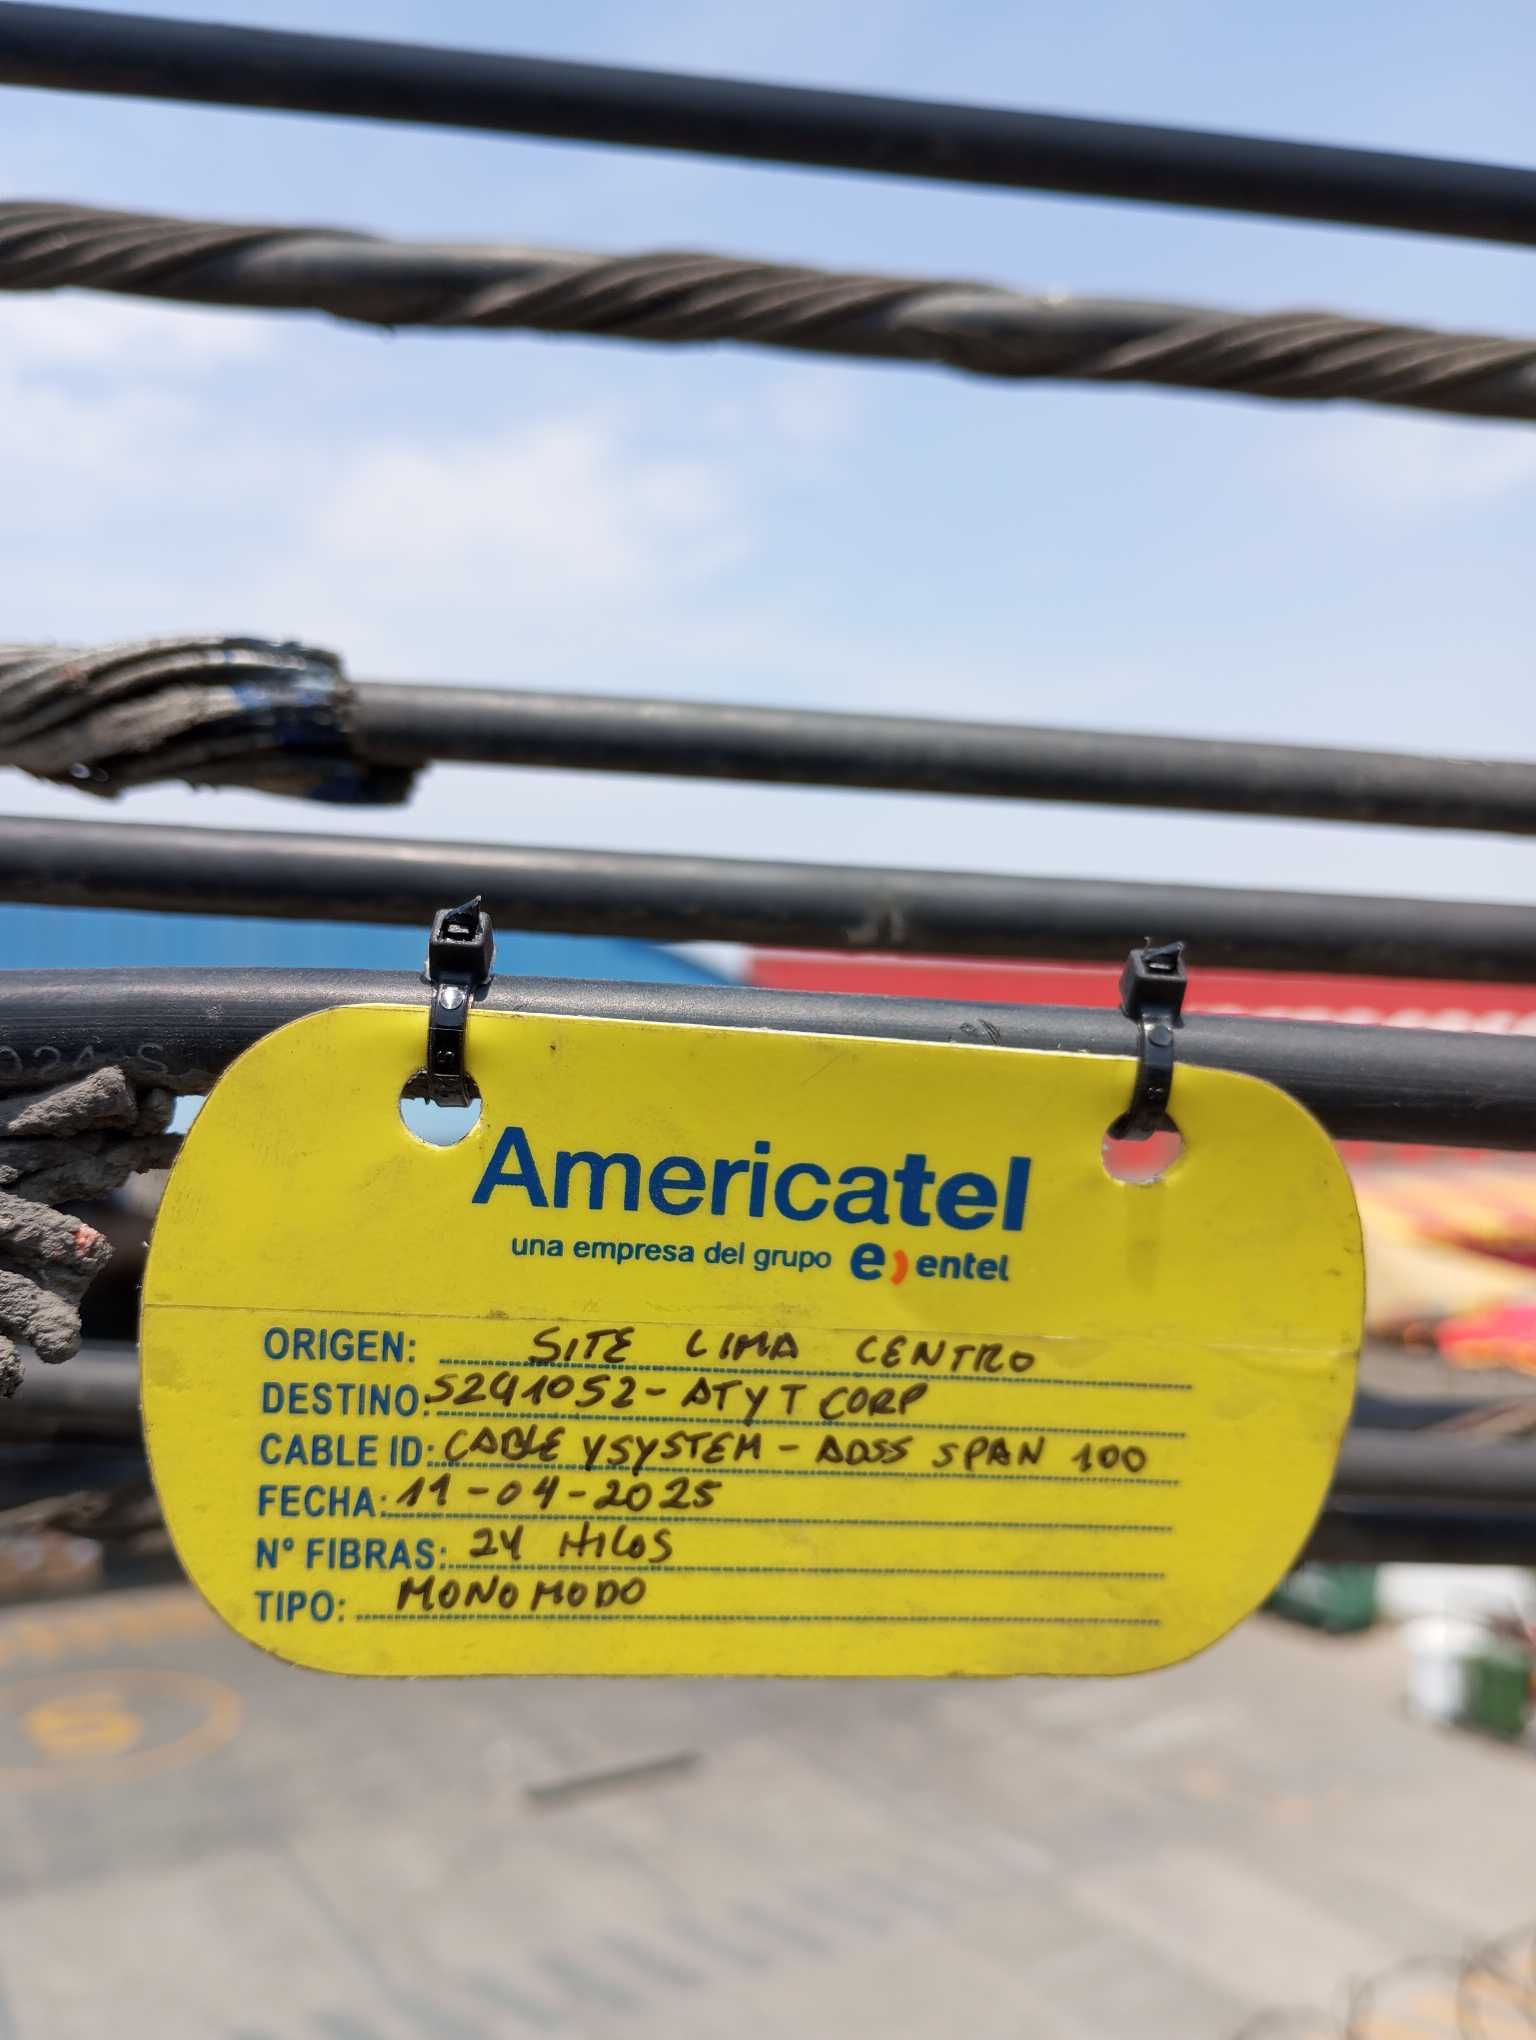 Americatel
una empresa del grupo e) entel
ORIGEN: SITE LIMA CENTRO
DESTINO: S241052 - ATYT CORP
CABLE ID: CABLE YSYSTEM - ADSS SPAN 100
FECHA: 11-04-2025
N° FIBRAS: 24 HILOS
TIPO: MONOMODO